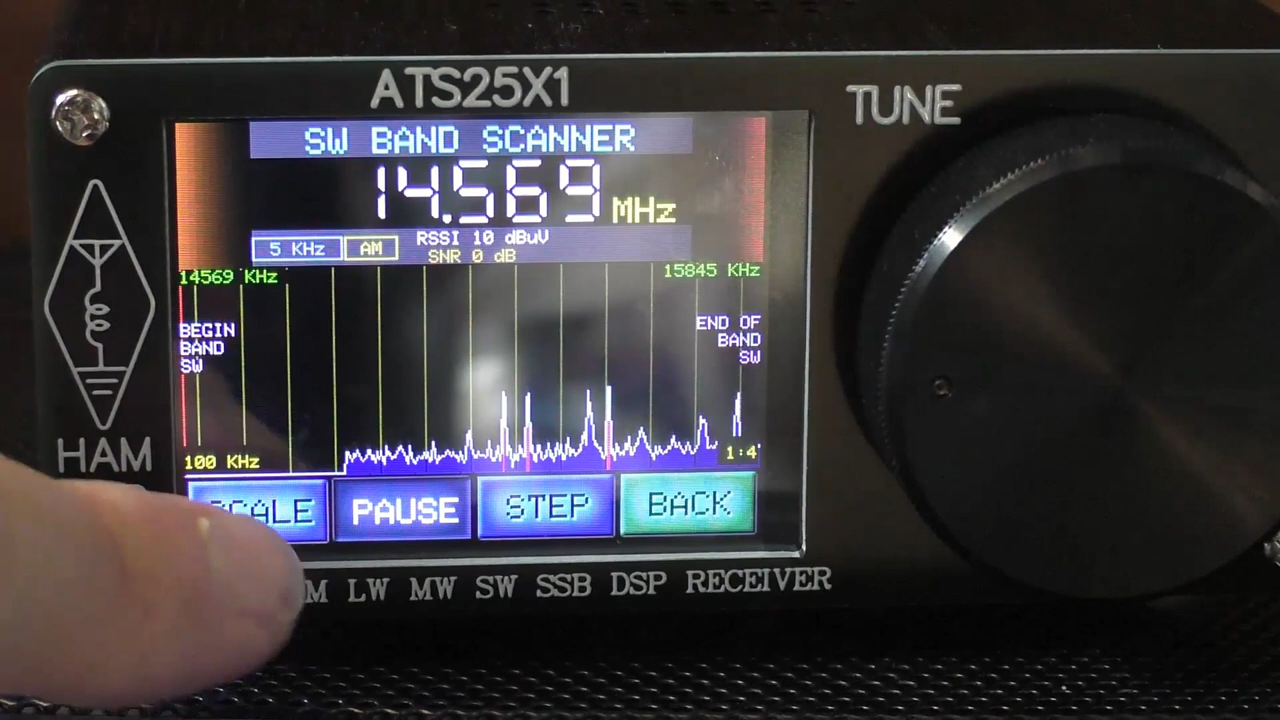 ATS25X1
TUNE
SW BAND SCANNER
14.569 MHz
5 KHz AM RSSI 10 dBuV
SNR 0 dB
14569 KHz 15845 KHz
BEGIN
BAND
SW
END OF
BAND
SW
100 KHz 1:4
PAUSE STEP BACK
HAM
LW MW SW SSB DSP RECEIVER